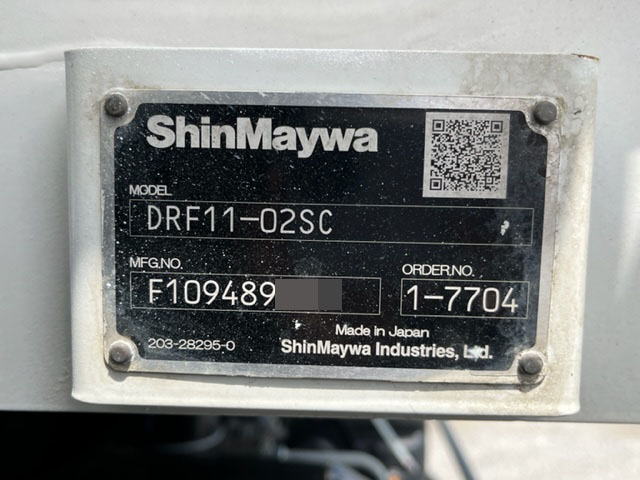 ShinMaywa
MODEL
DRF11-02SC
MFG.NO.
F109489
ORDER.NO.
1-7704
Made in Japan
203-28295-0
ShinMaywa Industries, Ltd.